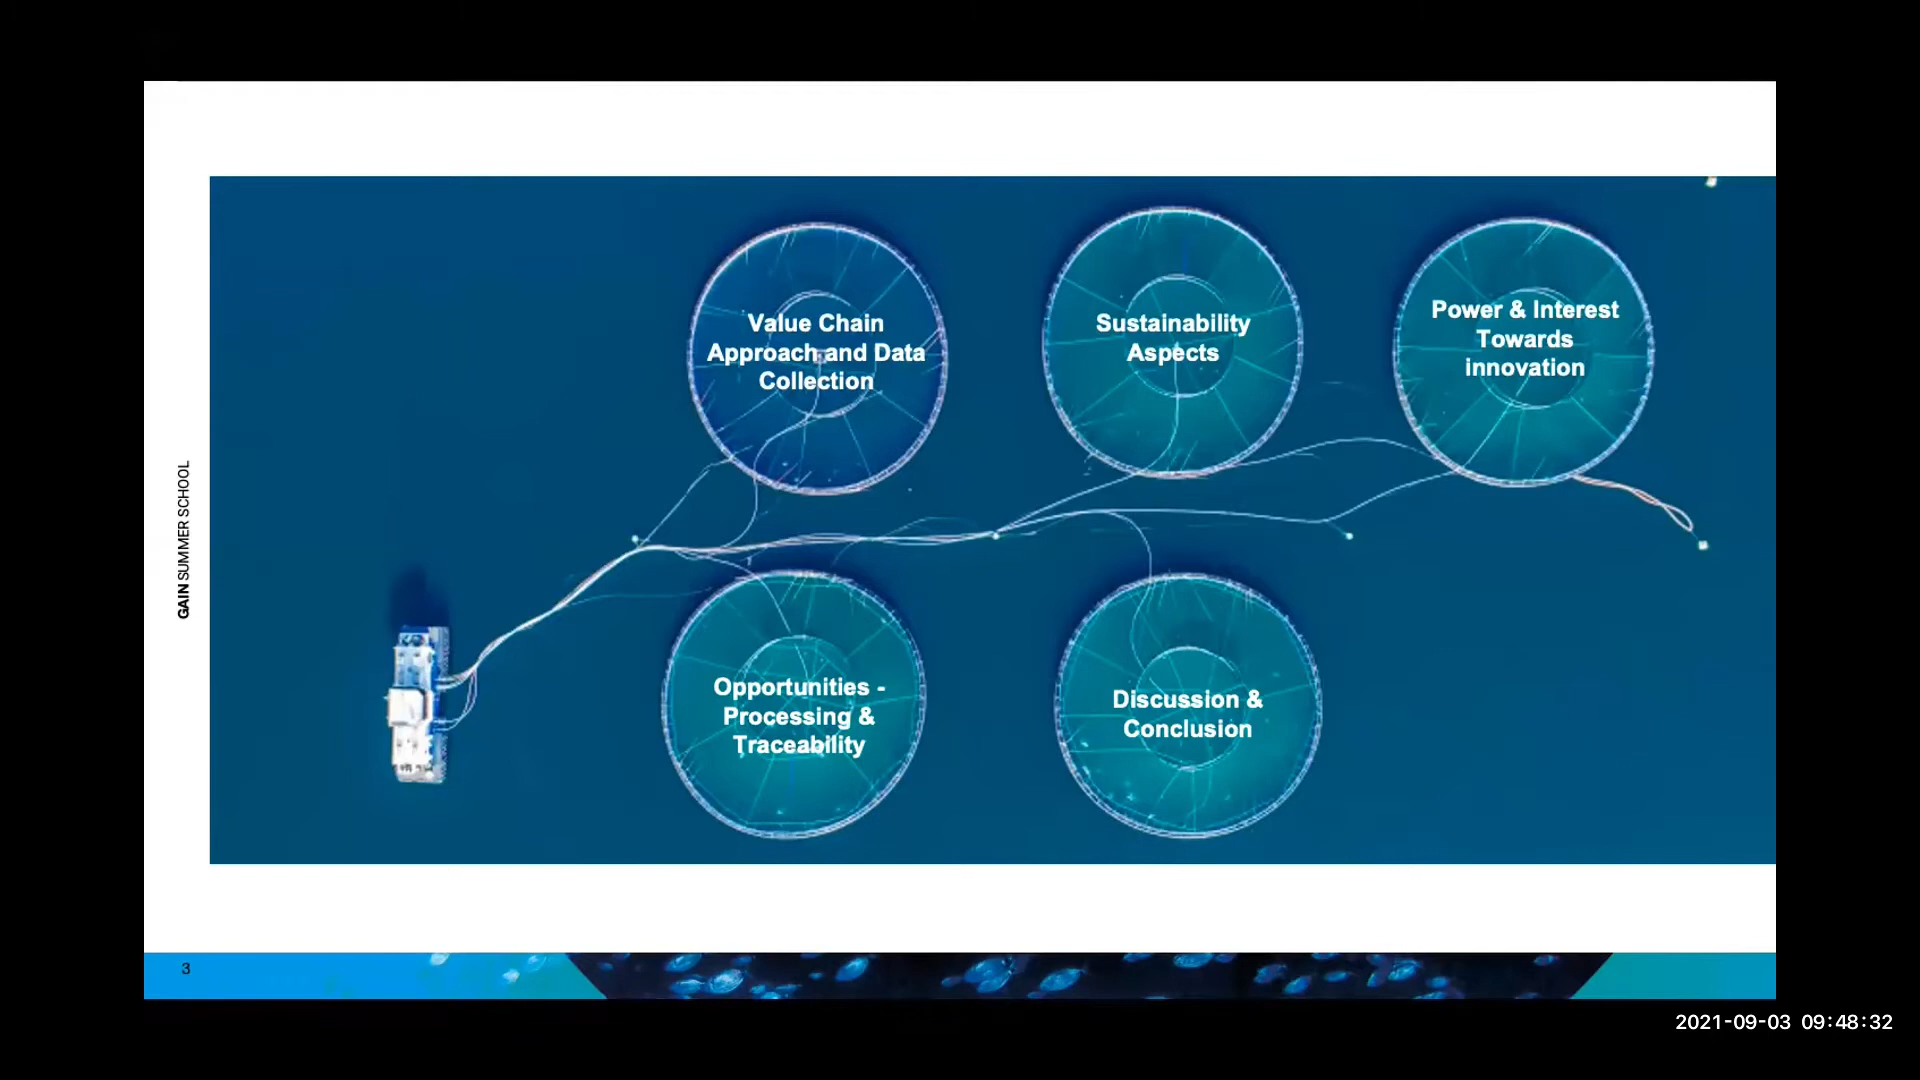 Value Chain
Approach and Data
Collection
Sustainability
Aspects
Power & Interest
Towards
innovation
Opportunities -
Processing &
Traceability
Discussion &
Conclusion
GAIN SUMMER SCHOOL
3
2021-09-03 09:48:32